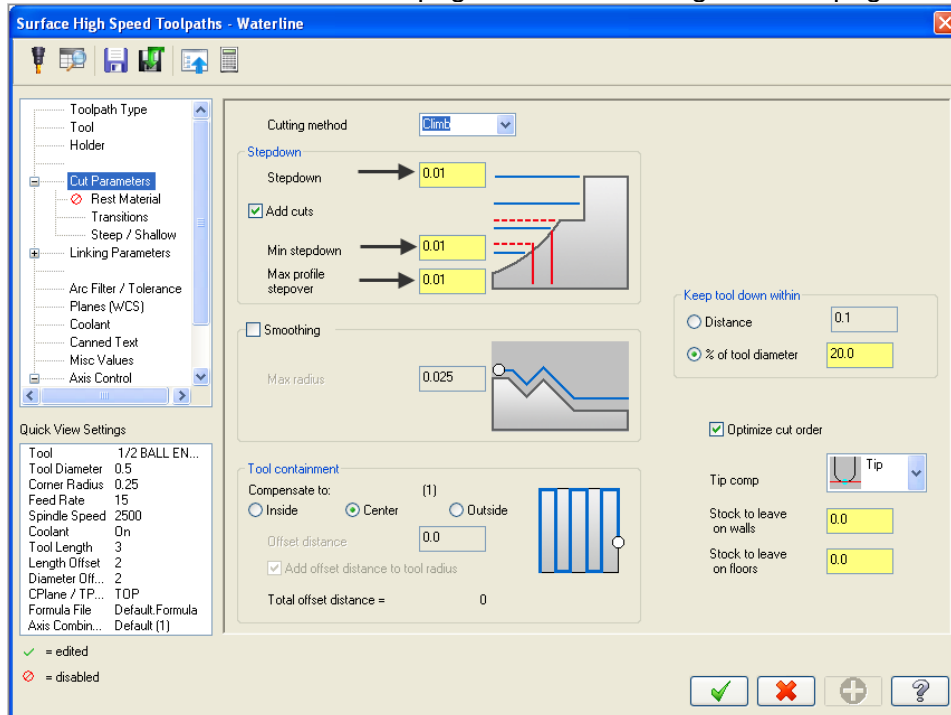 Surface High Speed Toolpaths - Waterline
Toolpath Type
Tool
Holder
Cut Parameters
Rest Material
Transitions
Steep / Shallow
Linking Parameters
Arc Filter / Tolerance
Planes (WCS)
Coolant
Canned Text
Misc Values
Axis Control
Quick View Settings
Tool 1/2 BALL EN...
Tool Diameter 0.5
Corner Radius 0.25
Feed Rate 15
Spindle Speed 2500
Coolant On
Tool Length 3
Length Offset 2
Diameter Off... 2
CPlane / TP... TOP
Formula File Default.Formula
Axis Combin... Default (1)
= edited
= disabled
Cutting method Climb
Stepdown
Stepdown 0.01
Add cuts
Min stepdown 0.01
Max profile
stepover 0.01
Smoothing
Max radius 0.025
Tool containment
Compensate to: (1)
Inside Center Outside
Offset distance 0.0
Add offset distance to tool radius
Total offset distance = 0
Keep tool down within
Distance 0.1
% of tool diameter 20.0
Optimize cut order
Tip comp Tip
Stock to leave
on walls 0.0
Stock to leave
on floors 0.0